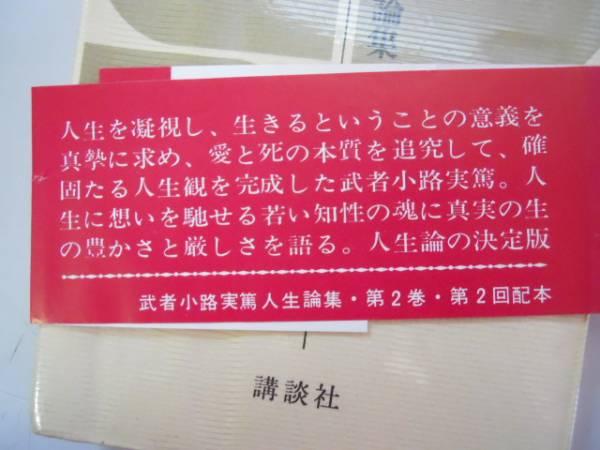 論集
人生を凝視し、生きるということの意義を
真摯に求め、愛と死の本質を追究して、確
固たる人生観を完成した武者小路実篤。人
生に想いを馳せる若い知性の魂に真実の生
の豊かさと厳しさを語る。人生論の決定版
武者小路実篤人生論集・第2巻・第2回配本
講談社